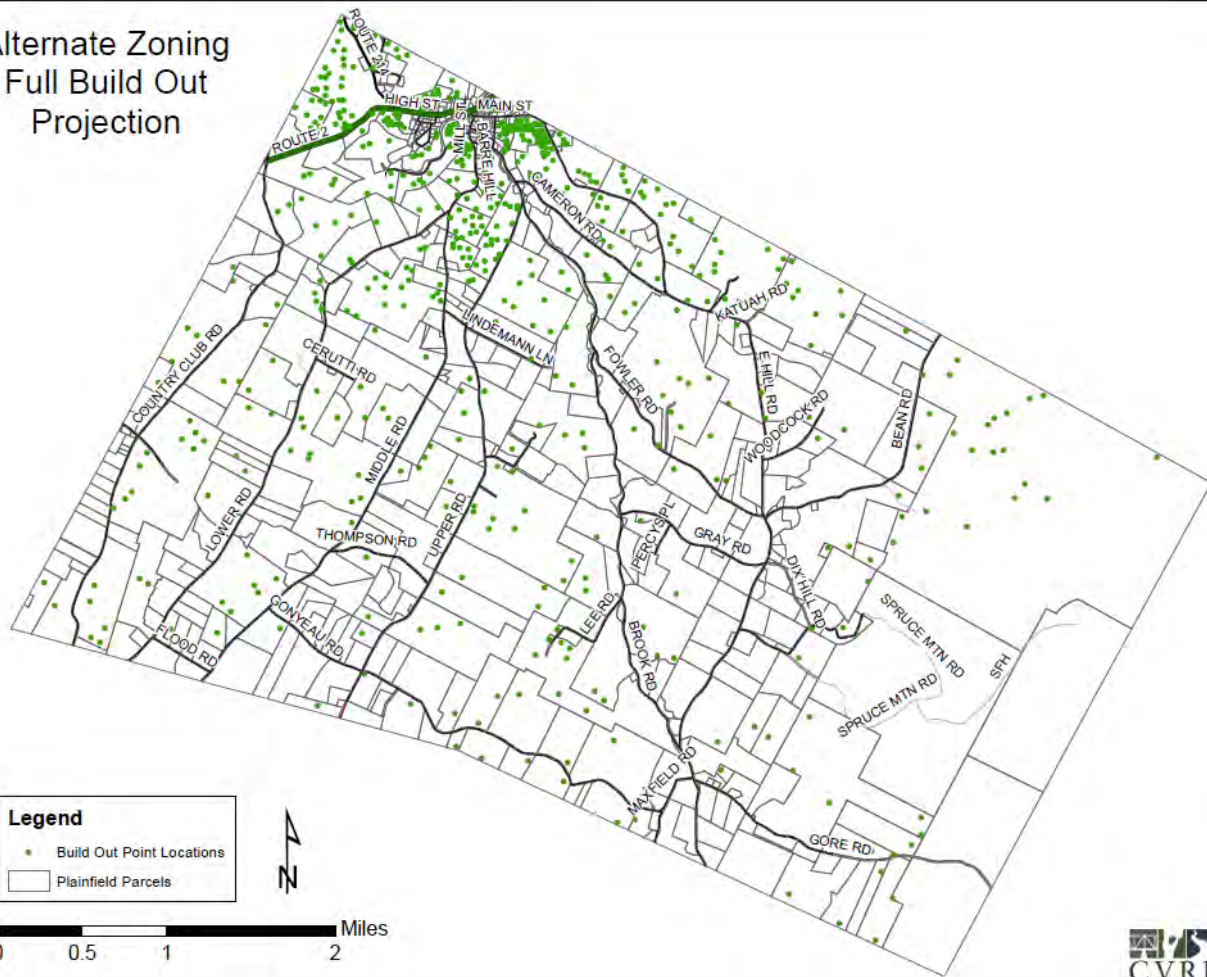 Alternate Zoning
Full Build Out
Projection
ROUTE 214
HIGH ST
MAIN ST
ROUTE 2
MILL ST
BARRE HILL
CAMERON RD
KATUAH RD
LINDEMANN LN
COUNTRY CLUB RD
CERUTTI RD
FOWLER RD
E HILL RD
WOODCOCK RD
BEAN RD
MIDDLE RD
LOWER RD
UPPER RD
THOMPSON RD
PERCYS PL
GRAY RD
DIX HILL RD
SPRUCE MTN RD
SFH
GONYEAU RD
FLOOD RD
LEE RD
BROOK RD
SPRUCE MTN RD
MAXFIELD RD
GORE RD
Legend
Build Out Point Locations
Plainfield Parcels
N
Miles
0 0.5 1 2